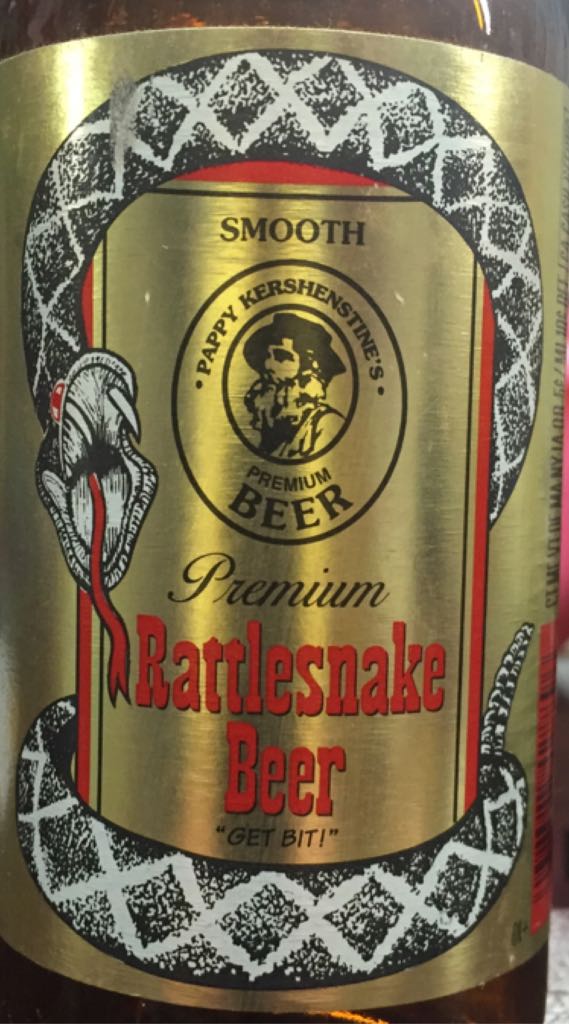 SMOOTH
• PAPPY KERSHENSTINE'S •
PREMIUM
BEER
Premium
Rattlesnake
Beer
"GET BIT!"